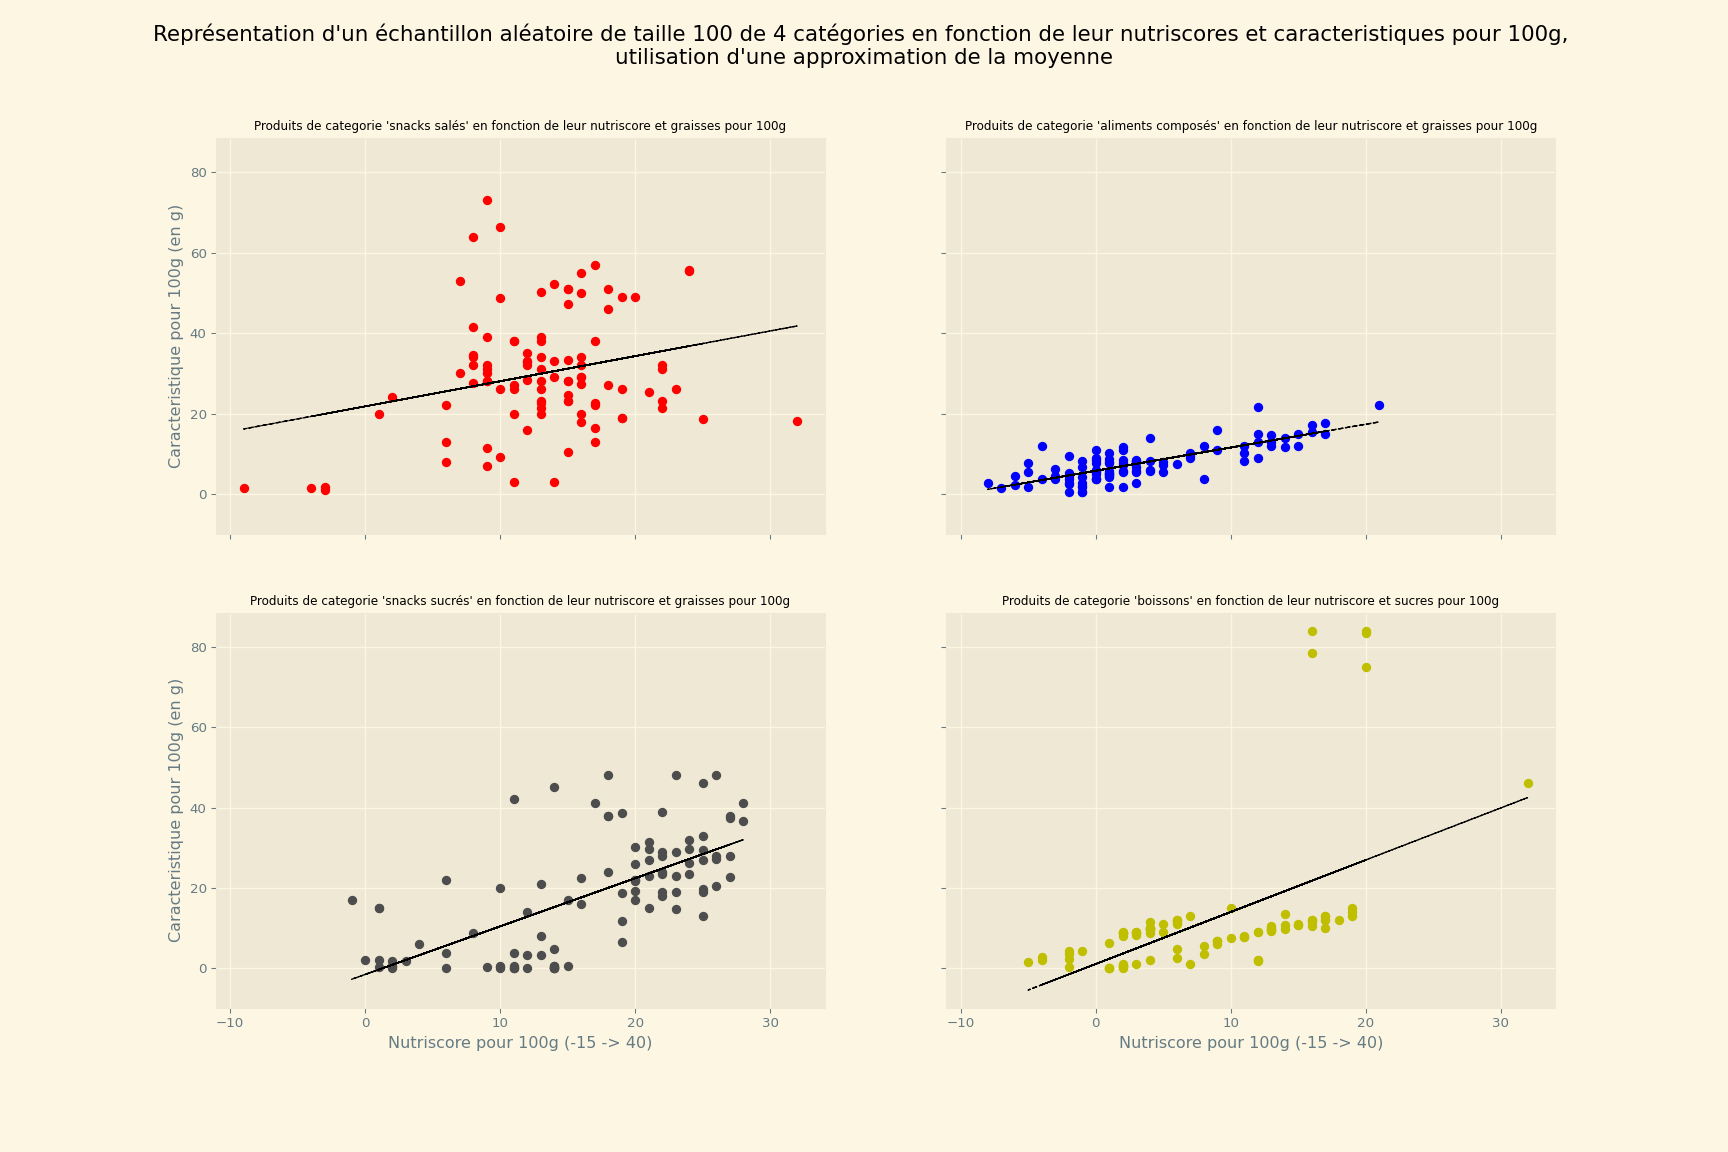 Représentation d'un échantillon aléatoire de taille 100 de 4 catégories en fonction de leur nutriscores et caracteristiques pour 100g,
utilisation d'une approximation de la moyenne
Produits de categorie 'snacks salés' en fonction de leur nutriscore et graisses pour 100g
80
60
40
20
0
Caracteristique pour 100g (en g)
Produits de categorie 'aliments composés' en fonction de leur nutriscore et graisses pour 100g
Produits de categorie 'snacks sucrés' en fonction de leur nutriscore et graisses pour 100g
80
60
40
20
0
Caracteristique pour 100g (en g)
−10 0 10 20 30
Nutriscore pour 100g (-15 -> 40)
Produits de categorie 'boissons' en fonction de leur nutriscore et sucres pour 100g
−10 0 10 20 30
Nutriscore pour 100g (-15 -> 40)